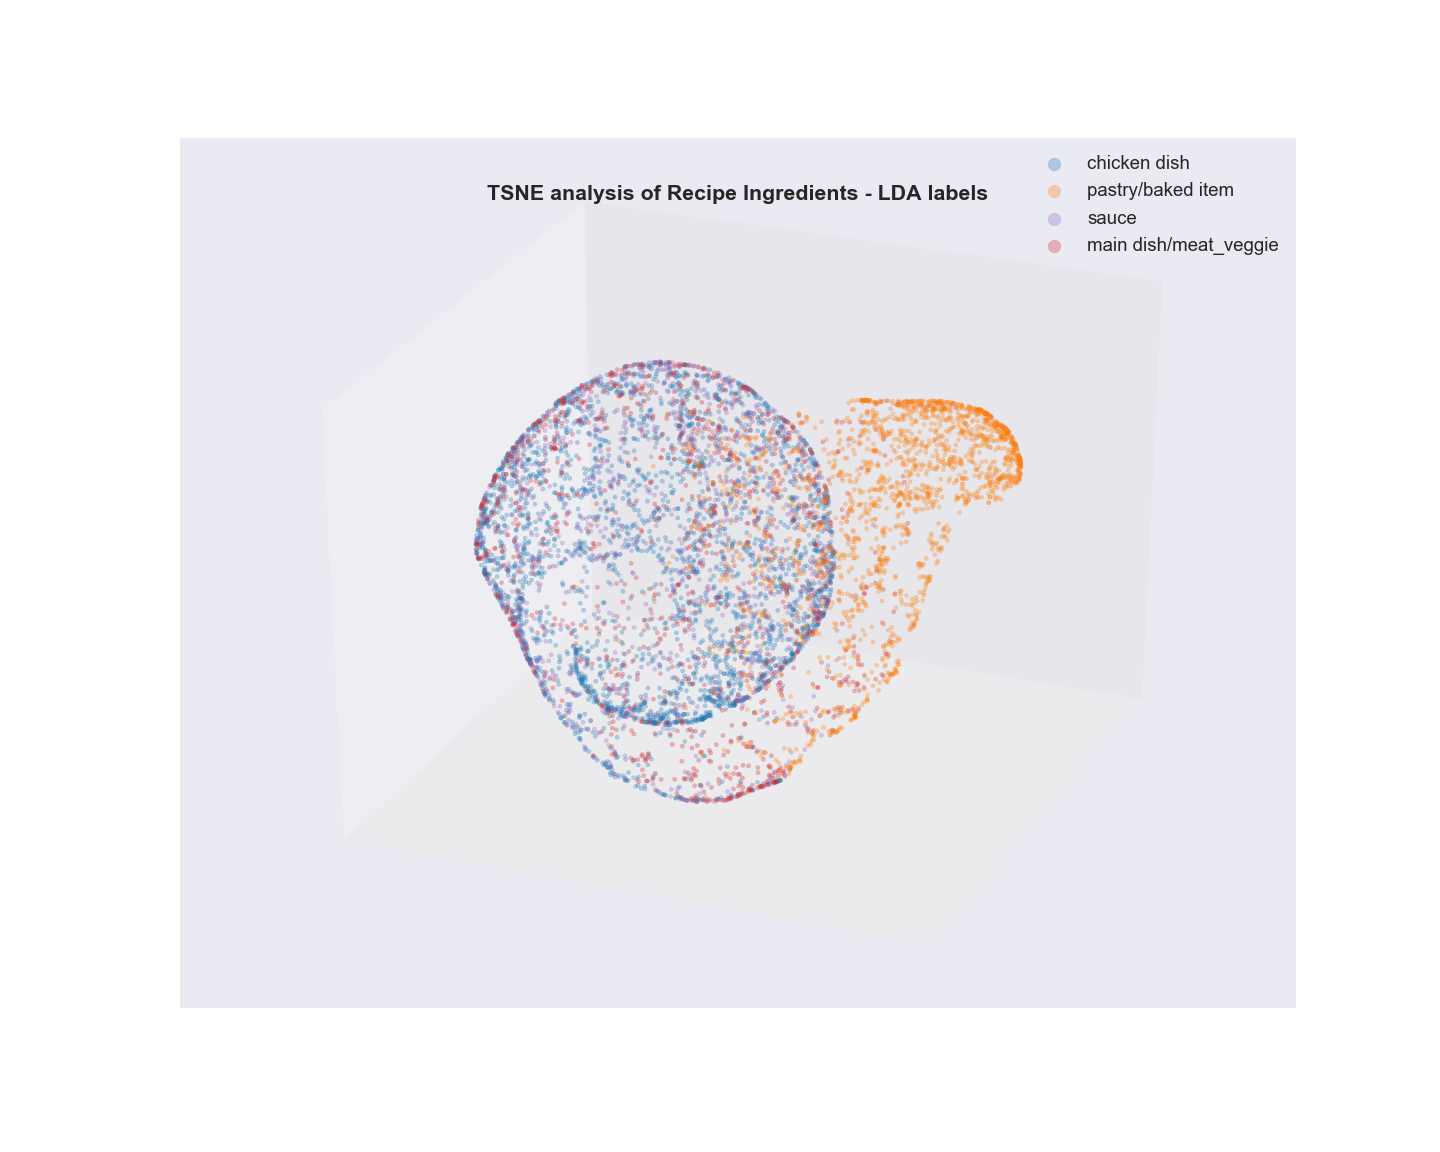 TSNE analysis of Recipe Ingredients - LDA labels
chicken dish
pastry/baked item
sauce
main dish/meat_veggie